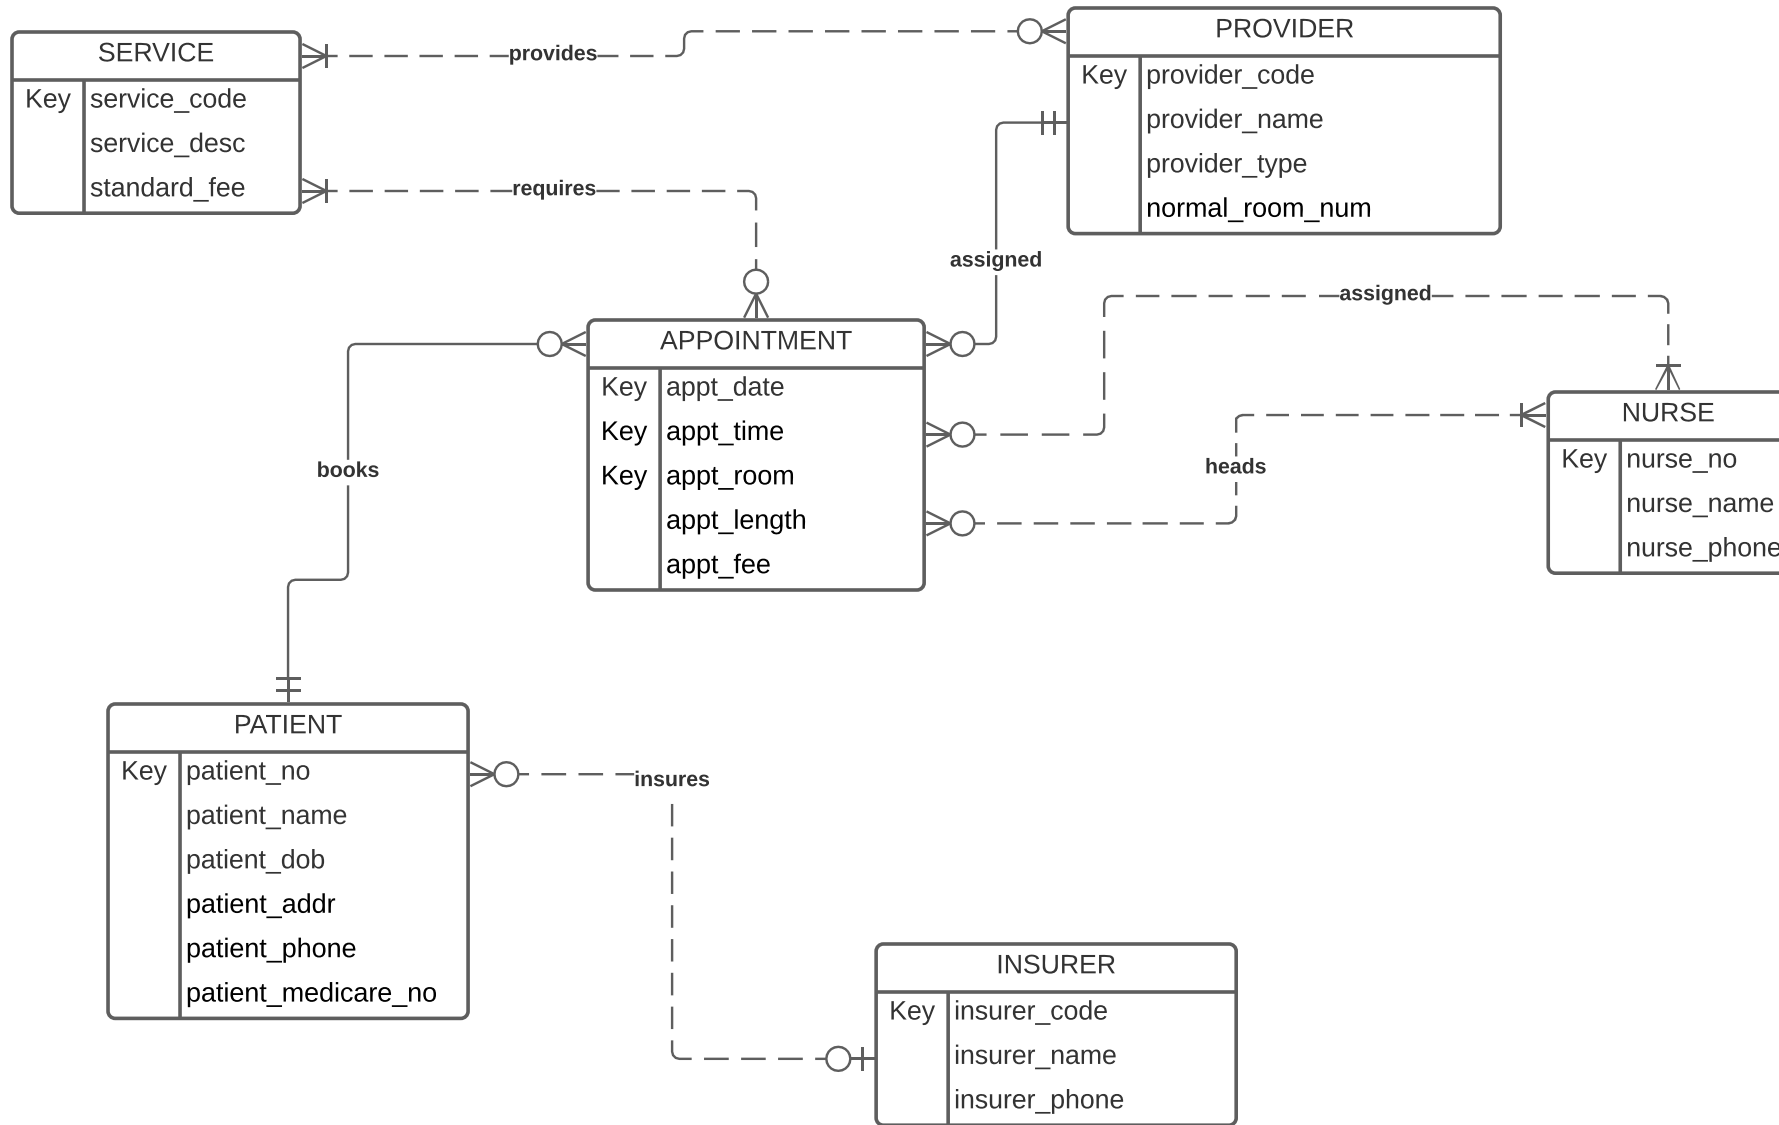 SERVICE
Key service_code
service_desc
standard_fee
provides
PROVIDER
Key provider_code
provider_name
provider_type
normal_room_num
requires
assigned
assigned
APPOINTMENT
Key appt_date
Key appt_time
Key appt_room
appt_length
appt_fee
NURSE
Key nurse_no
nurse_name
nurse_phone
heads
books
PATIENT
Key patient_no
patient_name
patient_dob
patient_addr
patient_phone
patient_medicare_no
insures
INSURER
Key insurer_code
insurer_name
insurer_phone